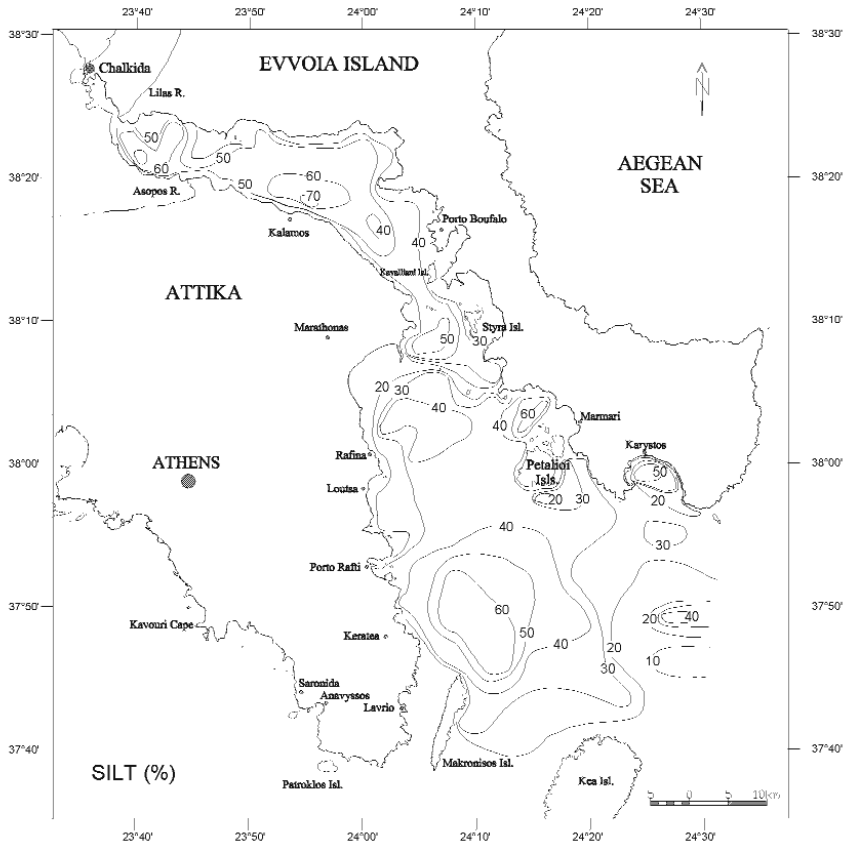 23°40' 23°50' 24°00' 24°10' 24°20' 24°30'
38°30' 38°30'
Chalkida
EVVOIA ISLAND
N
Lilas R.
50
50
60
AEGEAN
SEA
38°20' 38°20'
Asopos R.
50
60
70
Kalamos
40
40
Porto Boufalo
Kavalliani Isl.
ATTIKA
38°10' 38°10'
Marathonas
Styra Isl.
50
30
20
30
40
60
40
Marmari
Karystos
Rafina
38°00' 38°00'
ATHENS
Petalioi
Isls.
50
Loutsa
20
30
20
40
30
Porto Rafti
37°50' 37°50'
60
20
40
Kavouri Cape
Keratea
50
40
20
10
30
Saronida
Anavyssos
Lavrio
37°40' 37°40'
Makronisos Isl.
SILT (%)
Patroklos Isl.
Kea Isl.
5 0 5 10km
23°40' 23°50' 24°00' 24°10' 24°20' 24°30'